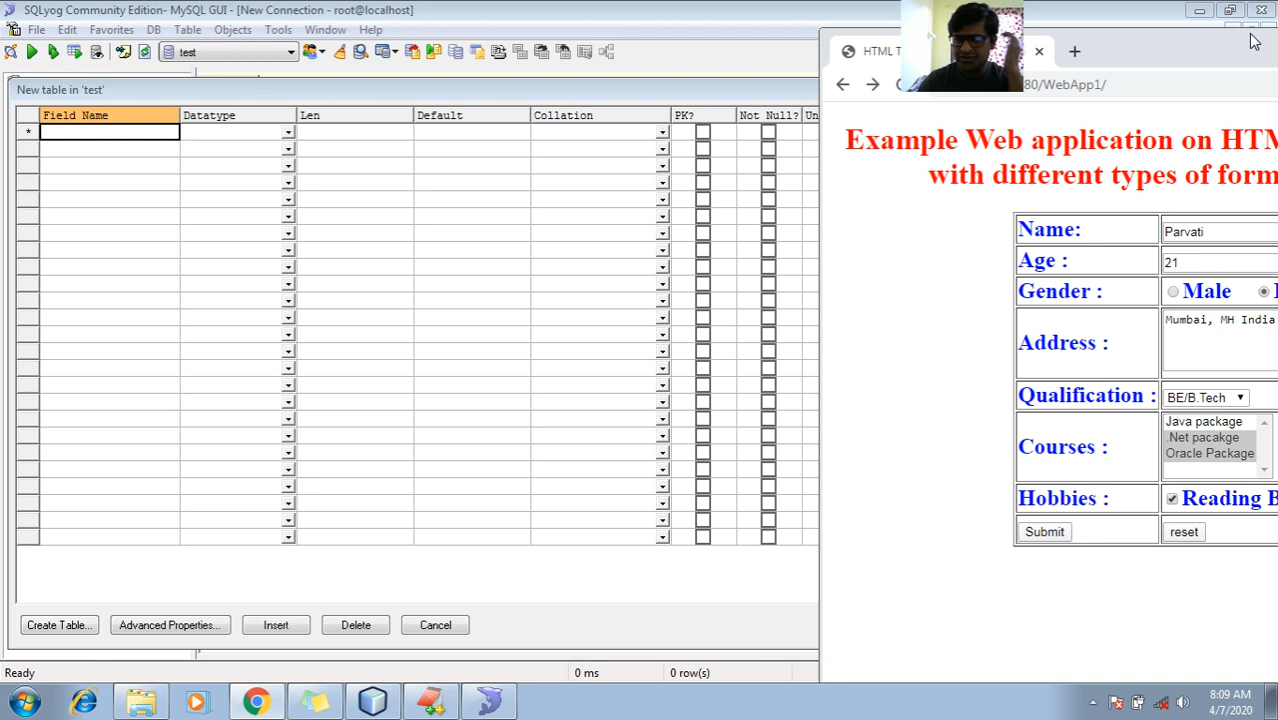 SQLyog Community Edition- MySQL GUI - [New Connection - root@localhost]
File Edit Favorites DB Table Objects Tools Window Help
test
New table in 'test'
Field Name Datatype Len Default Collation PK? Not Null? Un
*
Create Table... Advanced Properties... Insert Delete Cancel
Ready 0 ms 0 row(s)
HTML T
80/WebApp1/
Example Web application on HTM
with different types of form
Name: Parvati
Age : 21
Gender : Male
Address : Mumbai, MH India
Qualification : BE/B.Tech
Courses : Java package
.Net pacakge
Oracle Package
Hobbies : Reading B
Submit reset
8:09 AM
4/7/2020